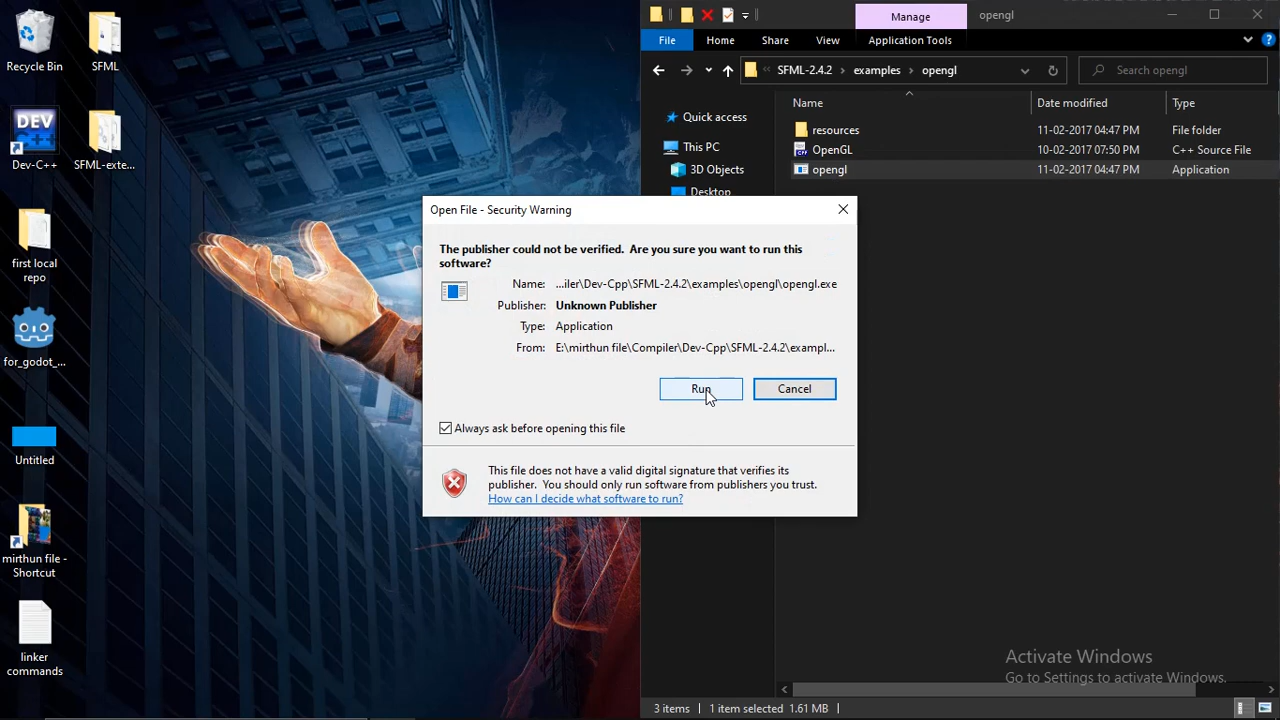 Recycle Bin
SFML
DEV
C++
Dev-C++
SFML-exte...
first local
repo
for_godot_...
Untitled
mirthun file -
Shortcut
linker
commands
Manage
opengl
File
Home
Share
View
Application Tools
SFML-2.4.2
examples
opengl
Search opengl
Name
Date modified
Type
Quick access
This PC
3D Objects
Desktop
resources
11-02-2017 04:47 PM
File folder
OpenGL
10-02-2017 07:50 PM
C++ Source File
opengl
11-02-2017 04:47 PM
Application
Open File - Security Warning
The publisher could not be verified. Are you sure you want to run this
software?
Name: ...iler\Dev-Cpp\SFML-2.4.2\examples\opengl\opengl.exe
Publisher: Unknown Publisher
Type: Application
From: E:\mirthun file\Compiler\Dev-Cpp\SFML-2.4.2\exampl...
Run
Cancel
Always ask before opening this file
This file does not have a valid digital signature that verifies its
publisher. You should only run software from publishers you trust.
How can I decide what software to run?
Activate Windows
Go to Settings to activate Windows.
3 items
1 item selected 1.61 MB